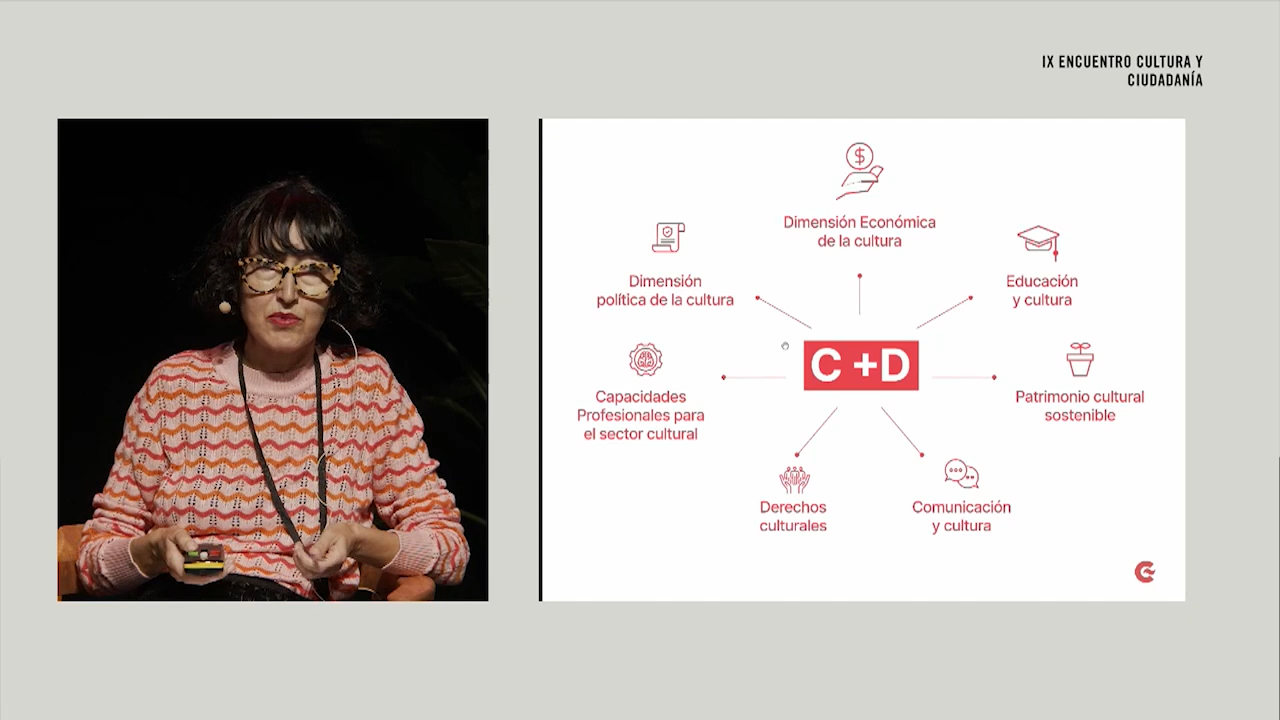 IX ENCUENTRO CULTURA Y
CIUDADANÍA
Dimensión Económica
de la cultura
Dimensión
política de la cultura
Educación
y cultura
C +D
Capacidades
Profesionales para
el sector cultural
Patrimonio cultural
sostenible
Derechos
culturales
Comunicación
y cultura